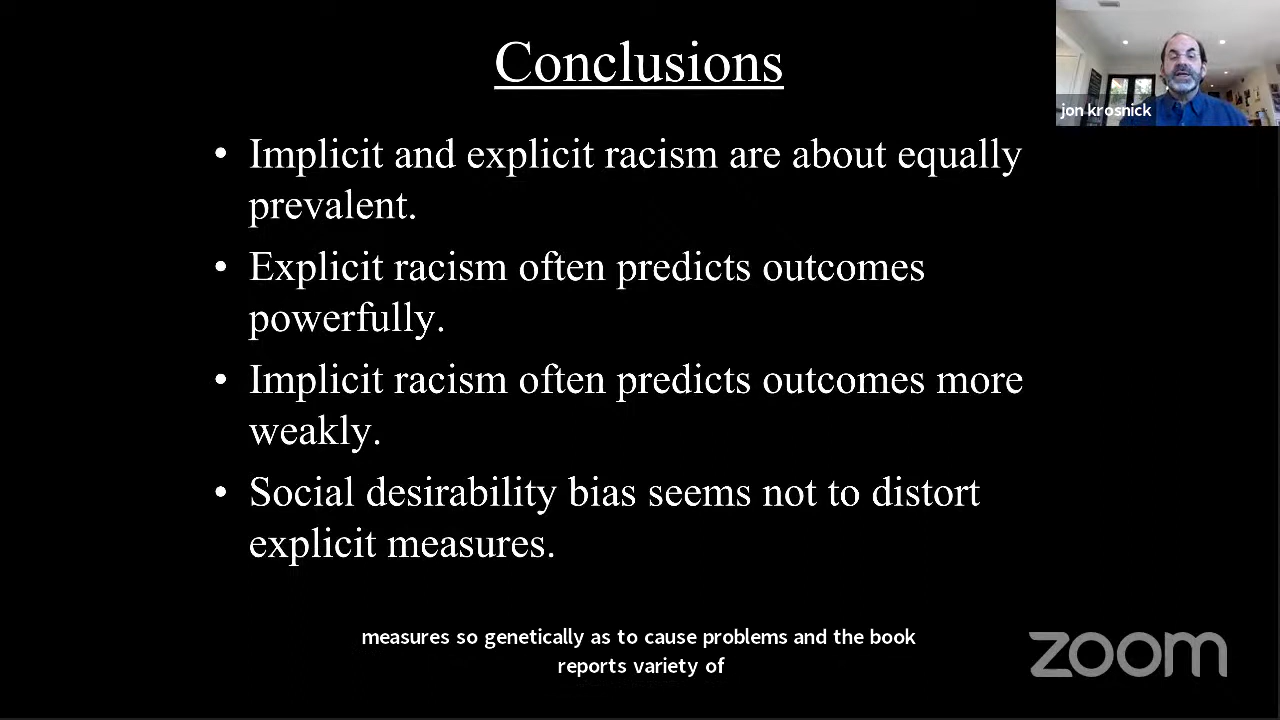 Conclusions
jon krosnick
• Implicit and explicit racism are about equally
prevalent.
• Explicit racism often predicts outcomes
powerfully.
• Implicit racism often predicts outcomes more
weakly.
• Social desirability bias seems not to distort
explicit measures.
measures so genetically as to cause problems and the book
reports variety of
zoom